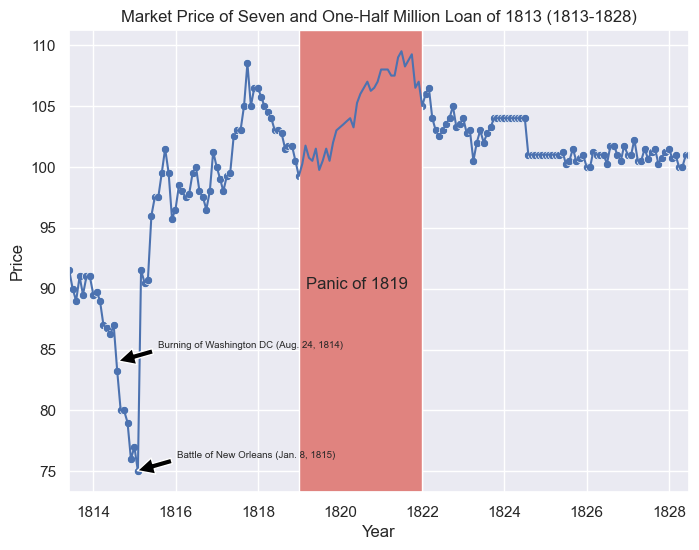 Market Price of Seven and One-Half Million Loan of 1813 (1813-1828)
110
105
100
95
90
85
80
75
Price
Panic of 1819
Burning of Washington DC (Aug. 24, 1814)
Battle of New Orleans (Jan. 8, 1815)
1814 1816 1818 1820 1822 1824 1826 1828
Year